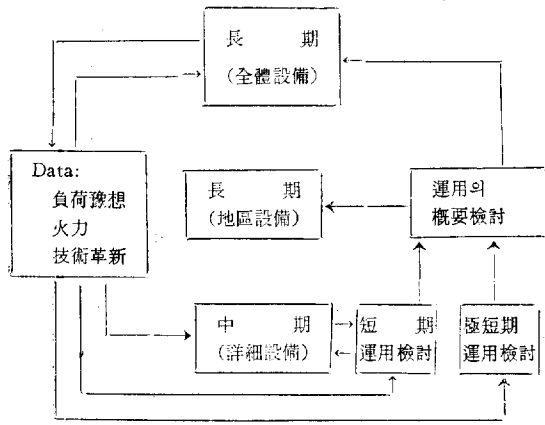 長 期
(全體設備)
Data:
負荷豫想
火力
技術革新
長 期
(地區設備)
運用의
槪要檢討
中 期
(詳細設備)
短 期
運用檢討
極短期
運用檢討